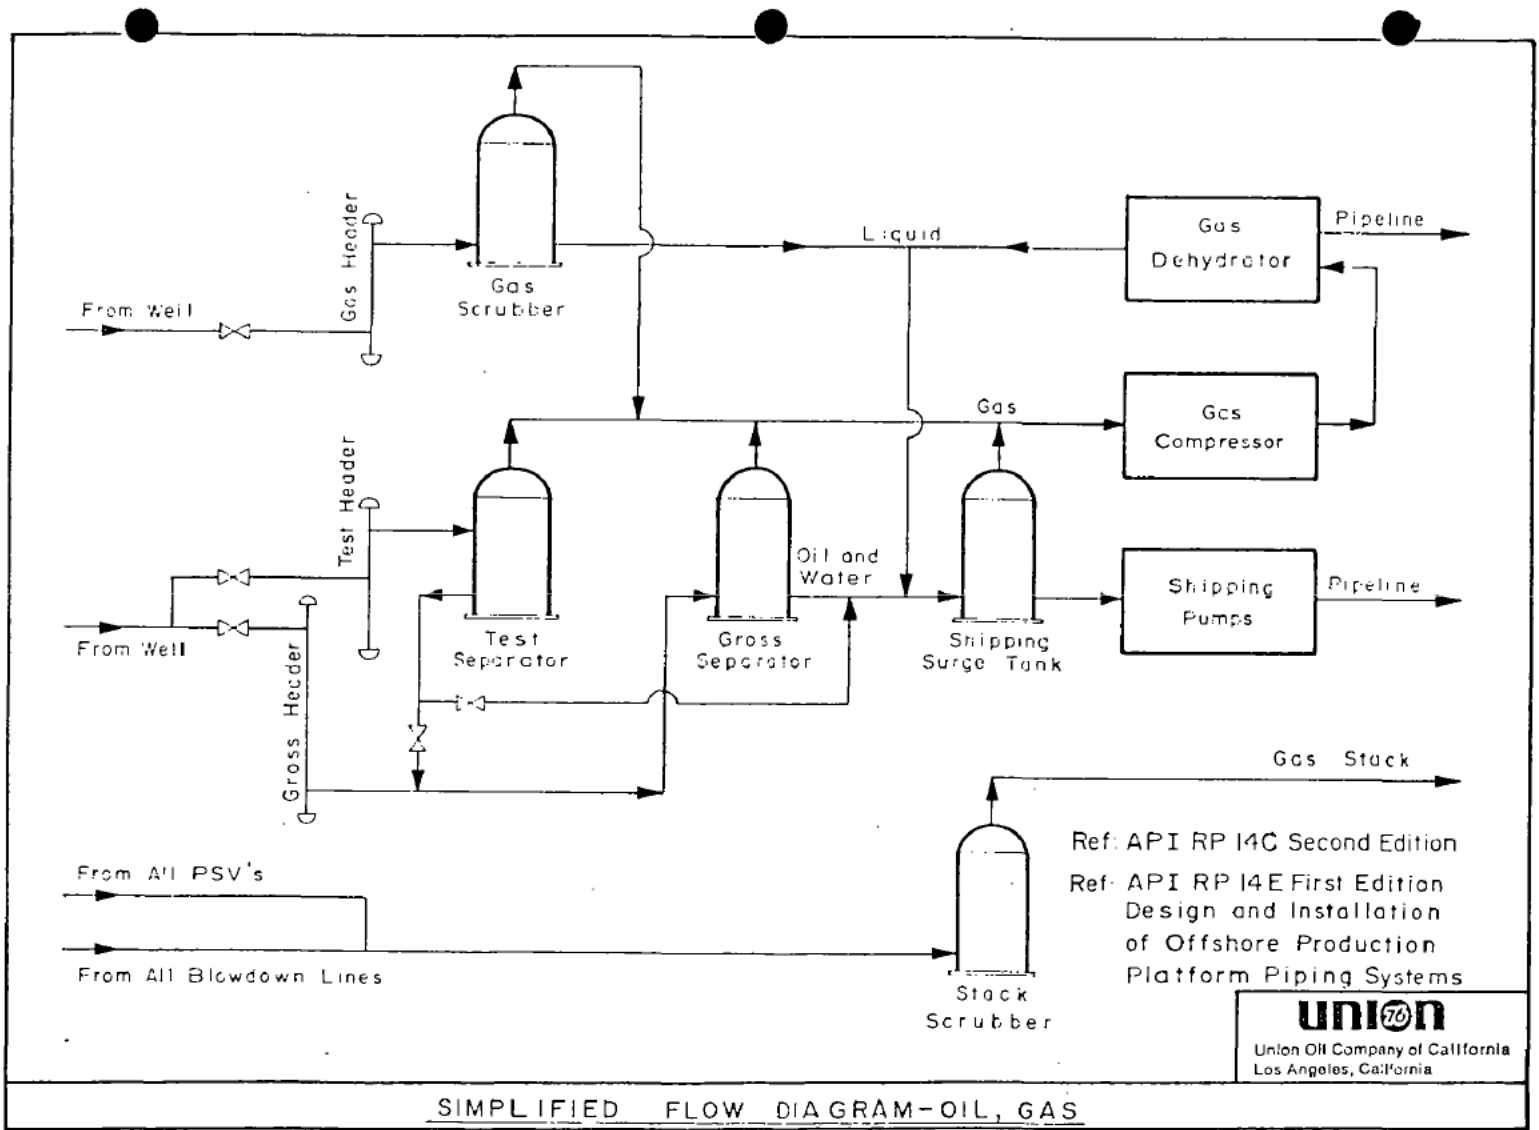 Gas Header
From Well
Gas
Scrubber
Liquid
Gas
Dehydrator
Pipeline
Gas
Gas
Compressor
Test Header
From Well
Gross Header
Test
Separator
Oil and
Water
Gross
Separator
Shipping
Surge Tank
Shipping
Pumps
Pipeline
Gas Stack
From All PSV's
From All Blowdown Lines
Stack
Scrubber
Ref: API RP 14C Second Edition
Ref: API RP 14E First Edition
Design and Installation
of Offshore Production
Platform Piping Systems
union 76
Union Oil Company of California
Los Angeles, California
SIMPLIFIED FLOW DIAGRAM-OIL, GAS